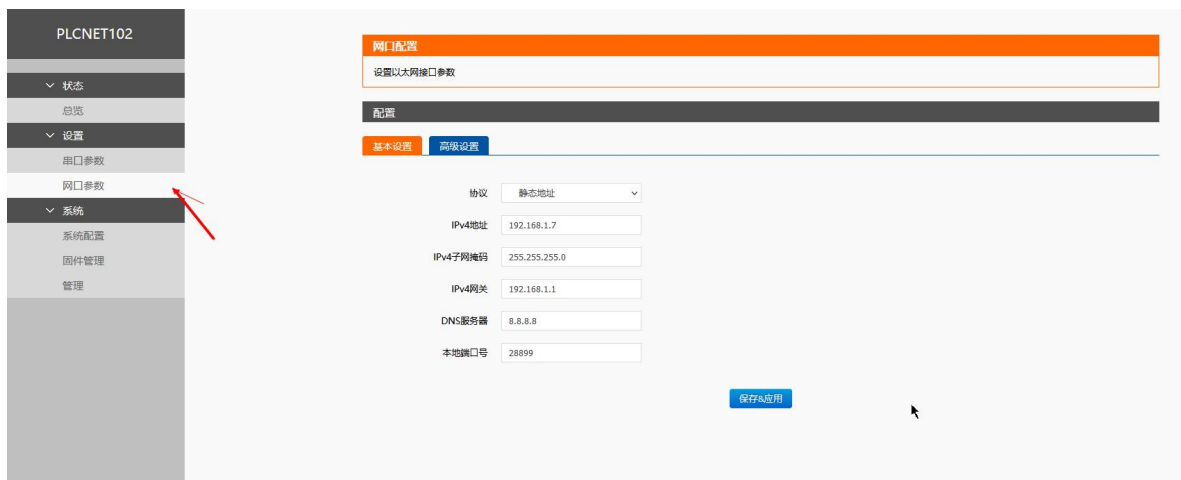 PLCNET102
状态
总览
设置
串口参数
网口参数
系统
系统配置
固件管理
管理
网口配置
设置以太网接口参数
配置
基本设置 高级设置
协议 静态地址
IPv4地址 192.168.1.7
IPv4子网掩码 255.255.255.0
IPv4网关 192.168.1.1
DNS服务器 8.8.8.8
本地端口号 28899
保存&应用